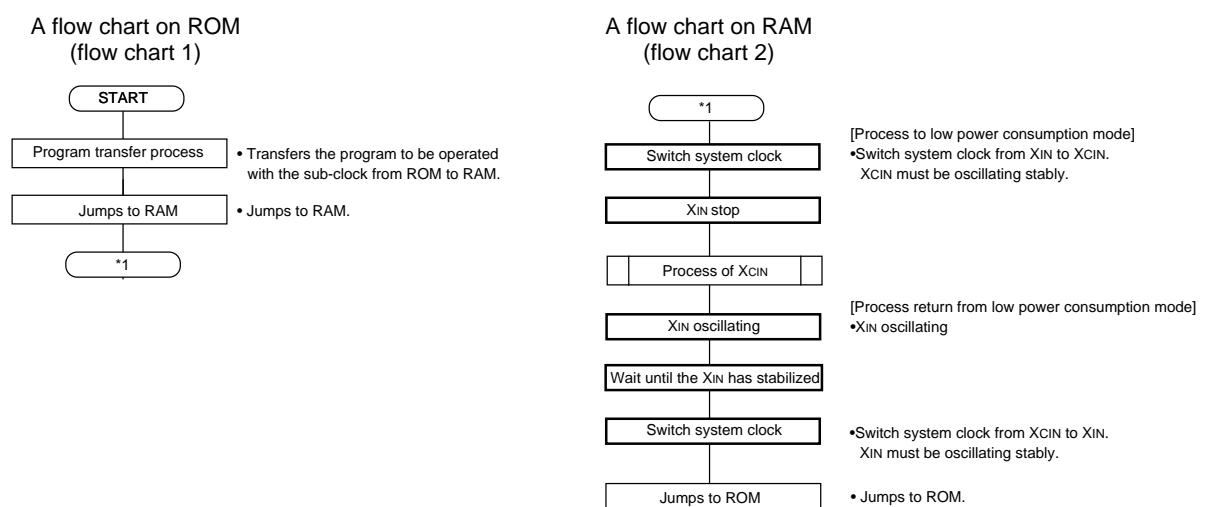 A flow chart on ROM
(flow chart 1)
START
Program transfer process
• Transfers the program to be operated
with the sub-clock from ROM to RAM.
Jumps to RAM
• Jumps to RAM.
*1
A flow chart on RAM
(flow chart 2)
*1
[Process to low power consumption mode]
Switch system clock
•Switch system clock from XIN to XCIN.
XCIN must be oscillating stably.
XIN stop
Process of XCIN
[Process return from low power consumption mode]
XIN oscillating
•XIN oscillating
Wait until the XIN has stabilized
Switch system clock
•Switch system clock from XCIN to XIN.
XIN must be oscillating stably.
Jumps to ROM
• Jumps to ROM.